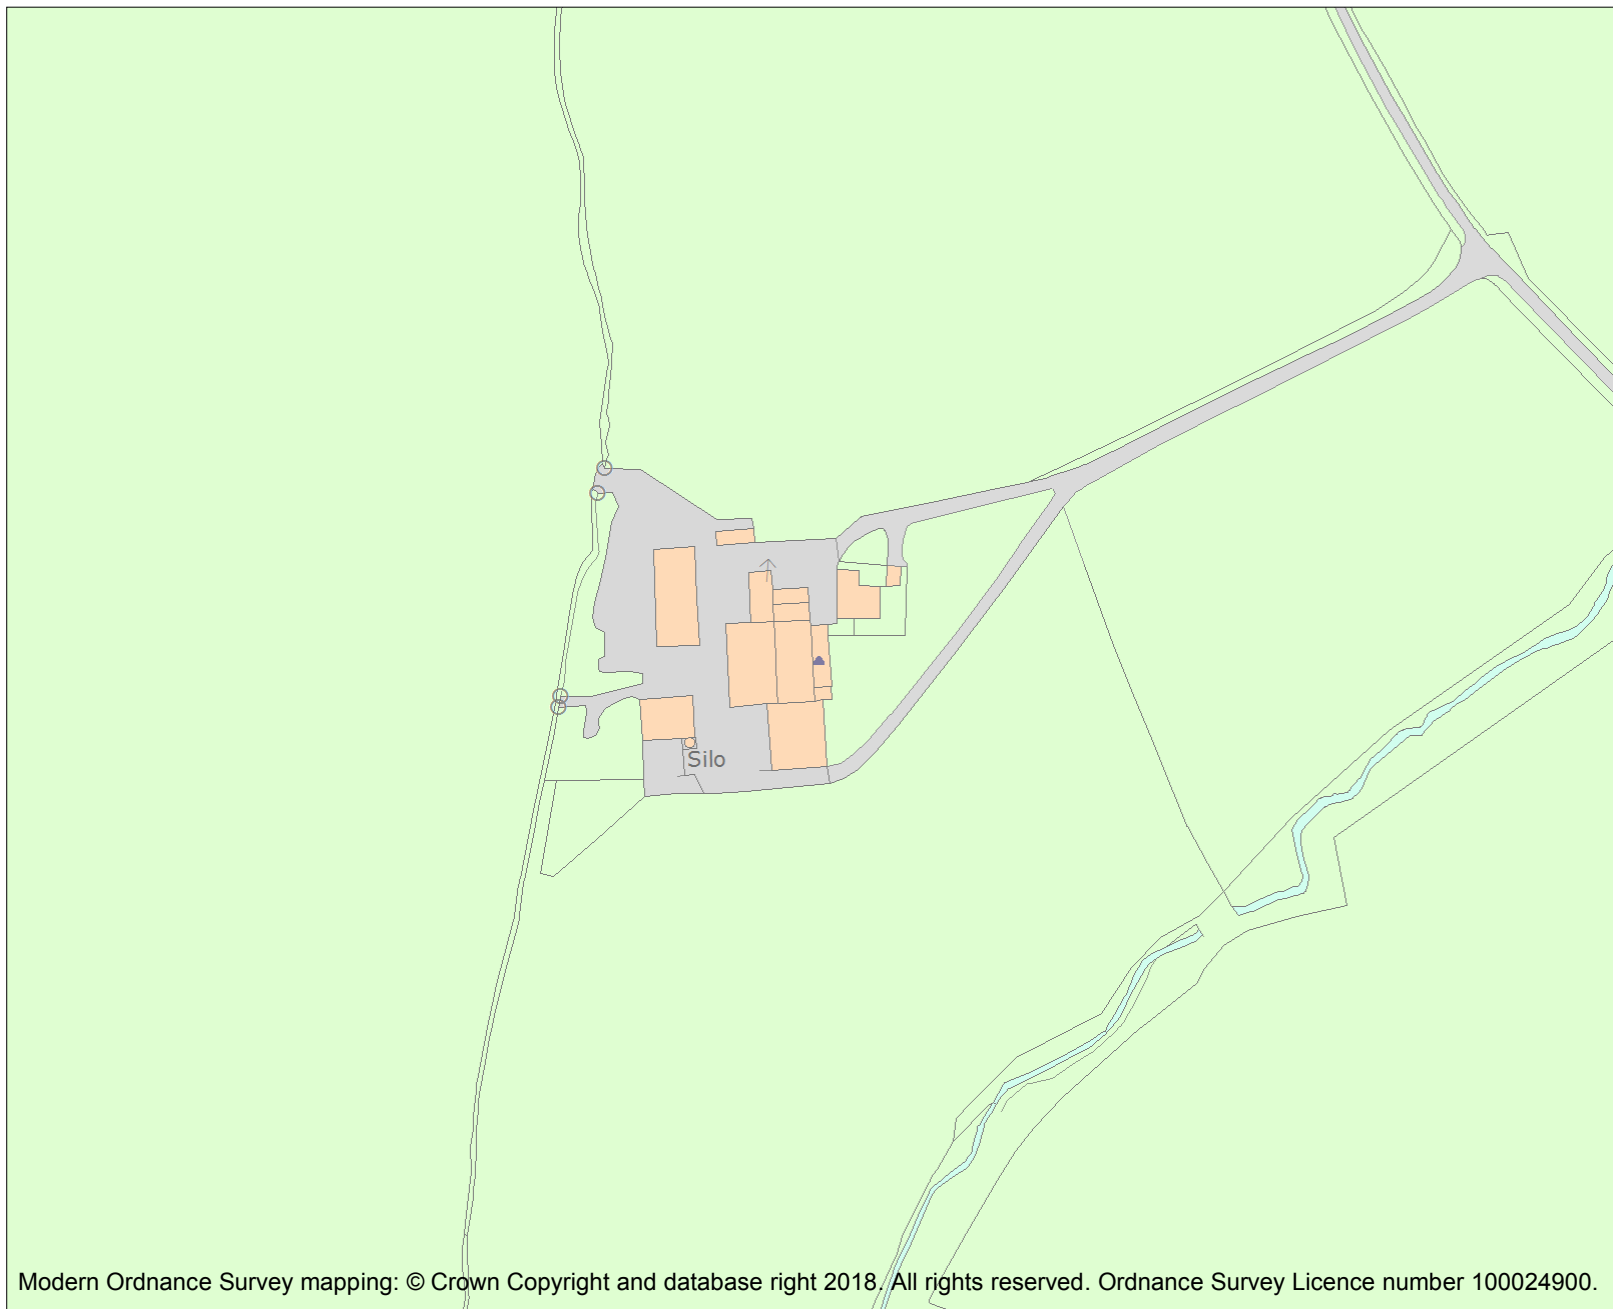 Silo
Modern Ordnance Survey mapping: © Crown Copyright and database right 2018. All rights reserved. Ordnance Survey Licence number 100024900.